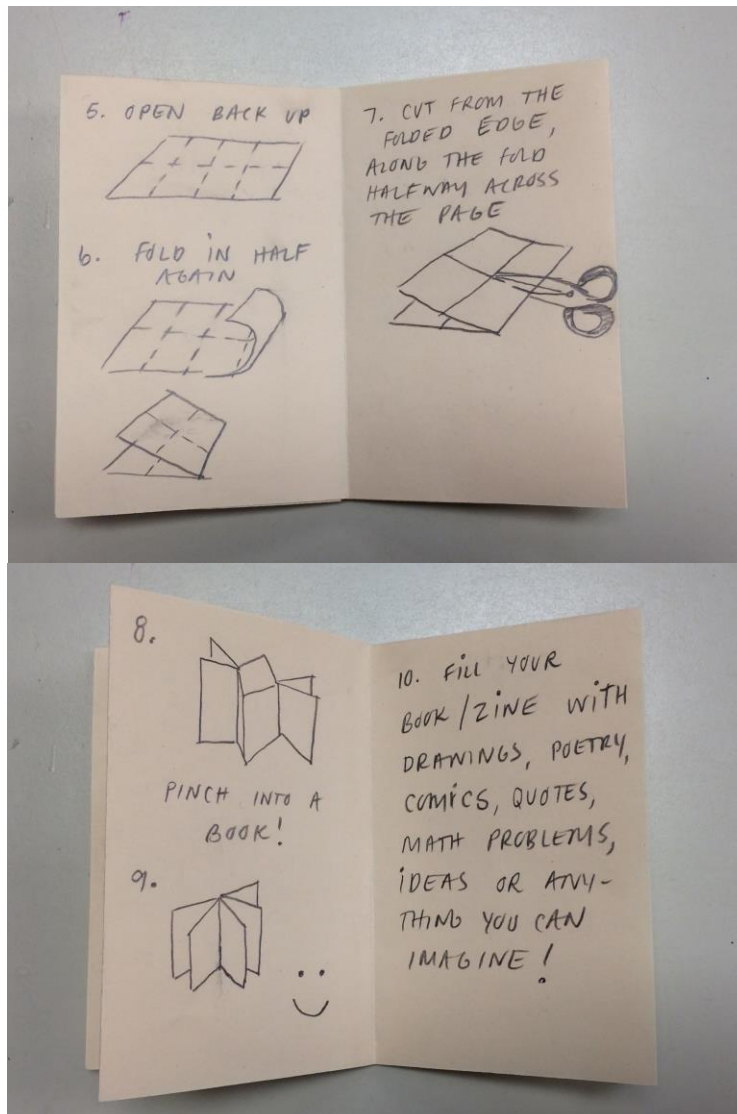 5. OPEN BACK UP
6. FOLD IN HALF
AGAIN
7. CUT FROM THE
FOLDED EDGE,
ALONG THE FOLD
HALFWAY ACROSS
THE PAGE
8.
PINCH INTO A
BOOK!
9.
10. FILL YOUR
BOOK/ZINE WITH
DRAWINGS, POETRY,
COMICS, QUOTES,
MATH PROBLEMS,
IDEAS OR ANY-
THING YOU CAN
IMAGINE!